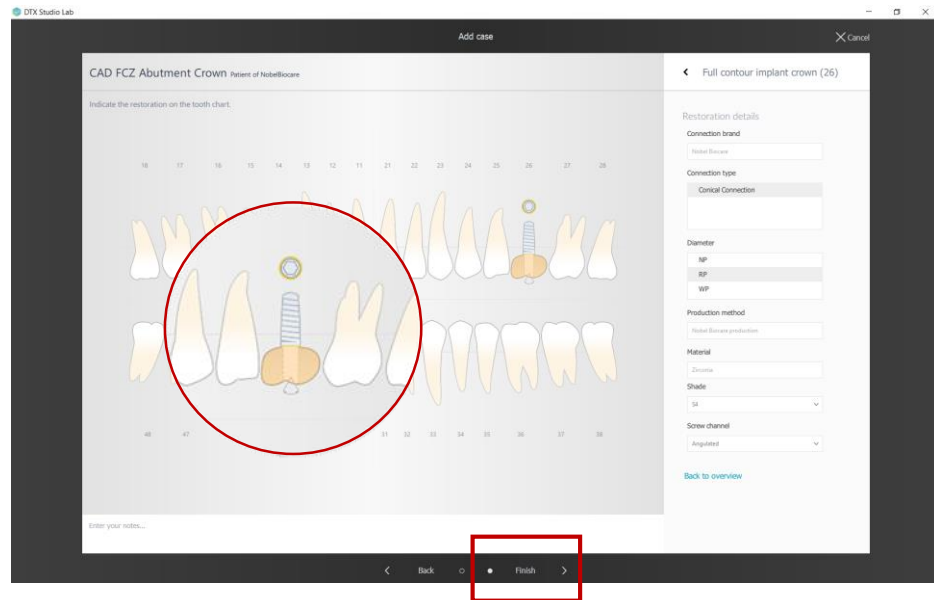 DTX Studio Lab
Add case
Cancel
CAD FCZ Abutment Crown Patient of NobelBiocare
Full contour implant crown (26)
Indicate the restoration on the tooth chart.
Restoration details
Connection brand
Nobel Biocare
Connection type
Conical Connection
Diameter
NP
RP
WP
Production method
Nobel Biocare production
Material
Zirconia
Shade
S4
Screw channel
Angulated
Back to overview
18 17 16 15 14 13 12 11 21 22 23 24 25 26 27 28
48 47 31 32 33 34 35 36 37 38
Enter your notes...
Back Finish